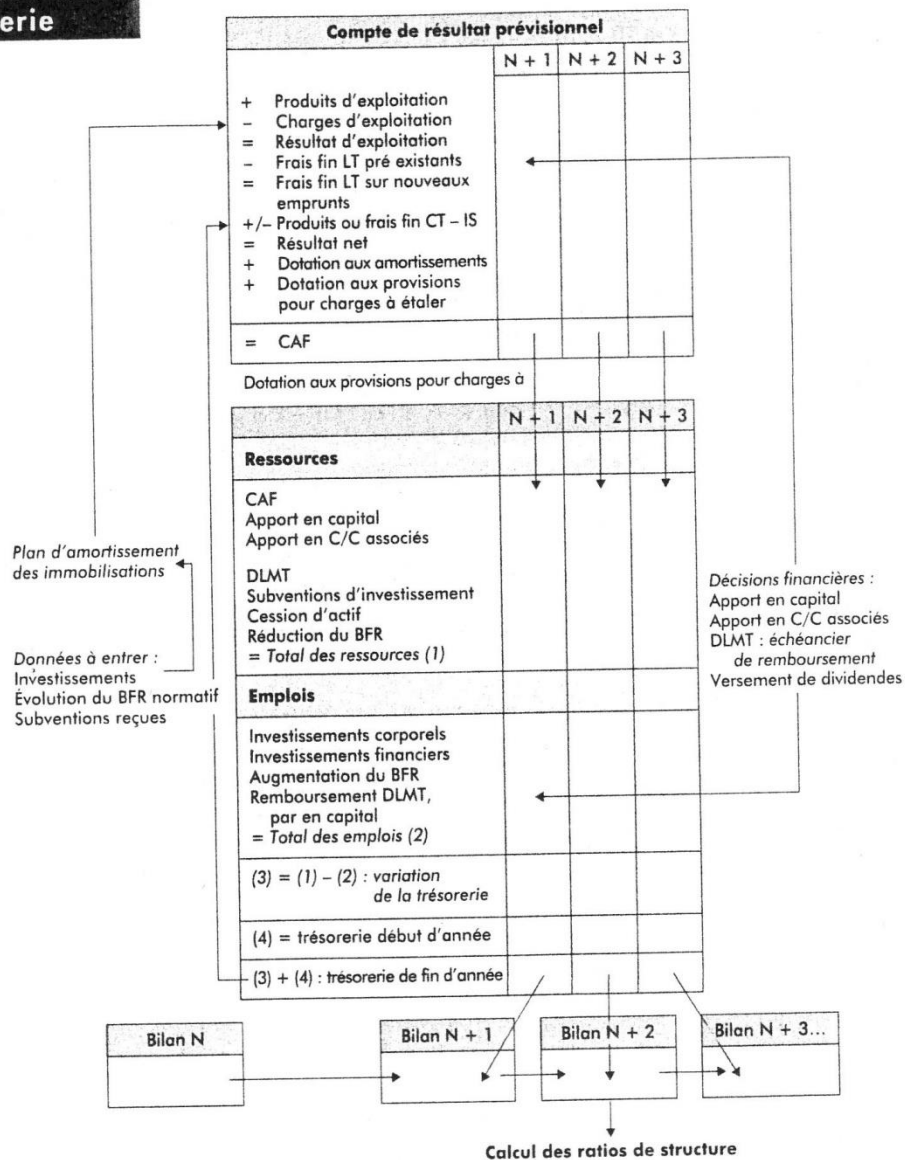 erie
Compte de résultat prévisionnel
N + 1 N + 2 N + 3
+ Produits d'exploitation
– Charges d'exploitation
= Résultat d'exploitation
– Frais fin LT pré existants
= Frais fin LT sur nouveaux
emprunts
+/– Produits ou frais fin CT – IS
= Résultat net
+ Dotation aux amortissements
+ Dotation aux provisions
pour charges à étaler
= CAF
Dotation aux provisions pour charges à
N + 1 N + 2 N + 3
Ressources
CAF
Apport en capital
Apport en C/C associés
DLMT
Subventions d'investissement
Cession d'actif
Réduction du BFR
= Total des ressources (1)
Emplois
Investissements corporels
Investissements financiers
Augmentation du BFR
Remboursement DLMT,
par en capital
= Total des emplois (2)
(3) = (1) – (2) : variation
de la trésorerie
(4) = trésorerie début d'année
(3) + (4) : trésorerie de fin d'année
Plan d'amortissement
des immobilisations
Données à entrer :
Investissements
Évolution du BFR normatif
Subventions reçues
Décisions financières :
Apport en capital
Apport en C/C associés
DLMT : échéancier
de remboursement
Versement de dividendes
Bilan N
Bilan N + 1
Bilan N + 2
Bilan N + 3...
Calcul des ratios de structure